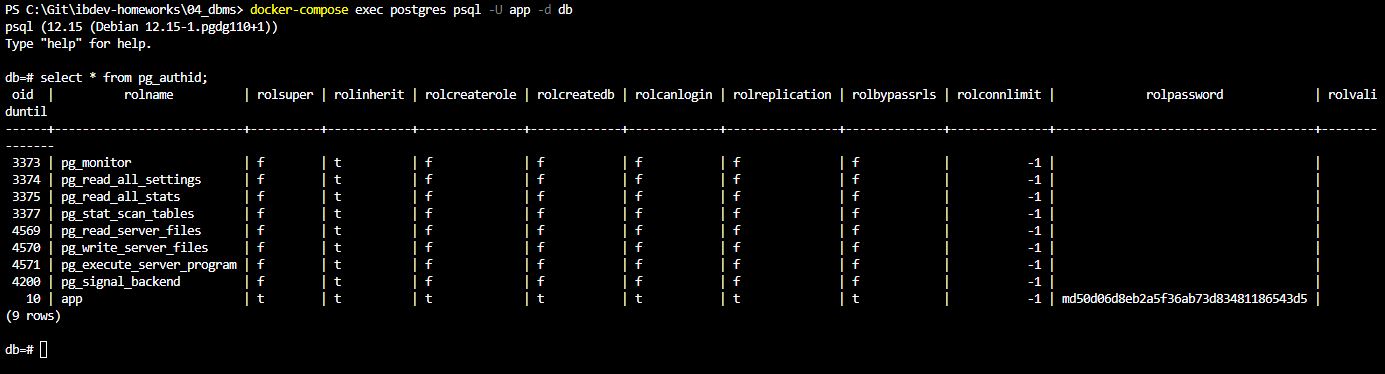 PS C:\Git\ibdev-homeworks\04_dbms> docker-compose exec postgres psql -U app -d db
psql (12.15 (Debian 12.15-1.pgdg110+1))
Type "help" for help.
db=# select * from pg_authid;
 oid  |          rolname          | rolsuper | rolinherit | rolcreaterole | rolcreatedb | rolcanlogin | rolreplication | rolbypassrls | rolconnlimit |             rolpassword             | rolvali
duntil
------+---------------------------+----------+------------+---------------+-------------+-------------+----------------+--------------+--------------+-------------------------------------+--------
-------
 3373 | pg_monitor                | f        | t          | f             | f           | f           | f              | f            |           -1 |                                     |
 3374 | pg_read_all_settings      | f        | t          | f             | f           | f           | f              | f            |           -1 |                                     |
 3375 | pg_read_all_stats         | f        | t          | f             | f           | f           | f              | f            |           -1 |                                     |
 3377 | pg_stat_scan_tables       | f        | t          | f             | f           | f           | f              | f            |           -1 |                                     |
 4569 | pg_read_server_files      | f        | t          | f             | f           | f           | f              | f            |           -1 |                                     |
 4570 | pg_write_server_files     | f        | t          | f             | f           | f           | f              | f            |           -1 |                                     |
 4571 | pg_execute_server_program | f        | t          | f             | f           | f           | f              | f            |           -1 |                                     |
 4200 | pg_signal_backend         | f        | t          | f             | f           | f           | f              | f            |           -1 |                                     |
   10 | app                       | t        | t          | t             | t           | t           | t              | t            |           -1 | md50d06d8eb2a5f36ab73d83481186543d5 |
(9 rows)
db=#